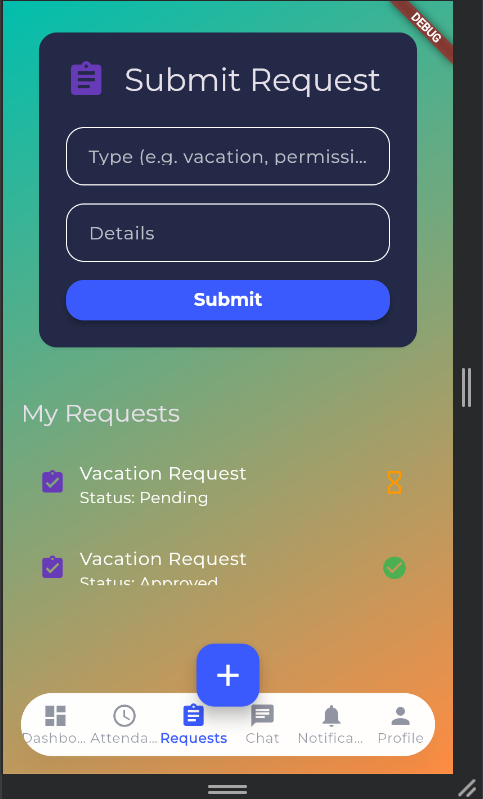 DEBUG
Submit Request
Type (e.g. vacation, permissi...
Details
Submit
My Requests
Vacation Request
Status: Pending
Vacation Request
Status: Approved
Dashbo... Attenda... Requests Chat Notifica... Profile